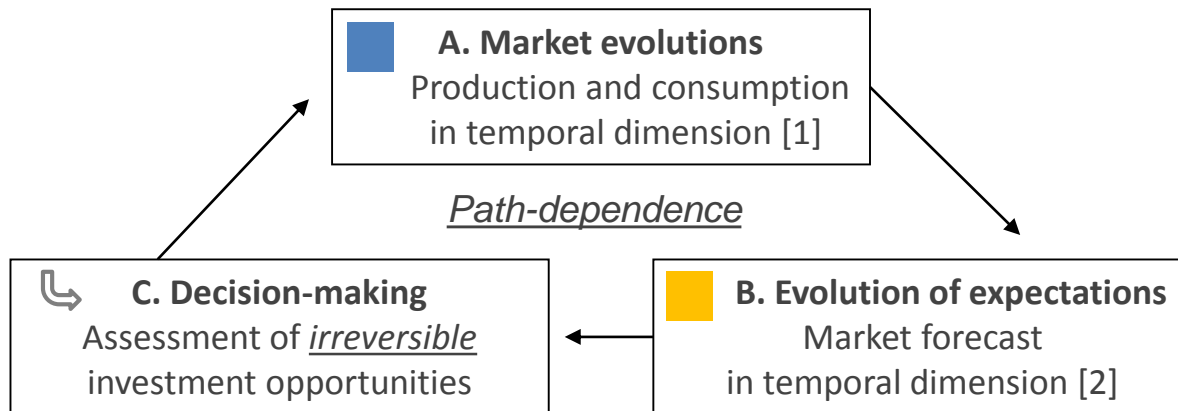 A. Market evolutions
Production and consumption
in temporal dimension [1]
Path-dependence
C. Decision-making
Assessment of irreversible
investment opportunities
B. Evolution of expectations
Market forecast
in temporal dimension [2]